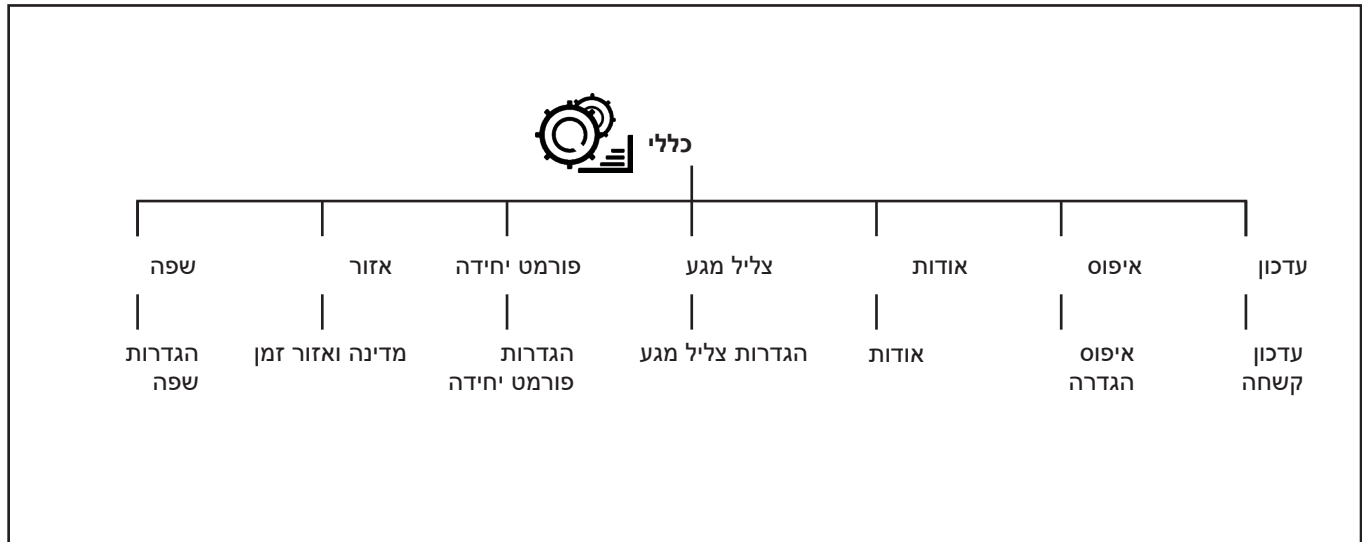 כללי
עדכון
איפוס
אודות
צליל מגע
פורמט יחידה
אזור
שפה
עדכון
קשחה
איפוס
הגדרה
אודות
הגדרות צליל מגע
הגדרות
פורמט יחידה
מדינה ואזור זמן
הגדרות
שפה